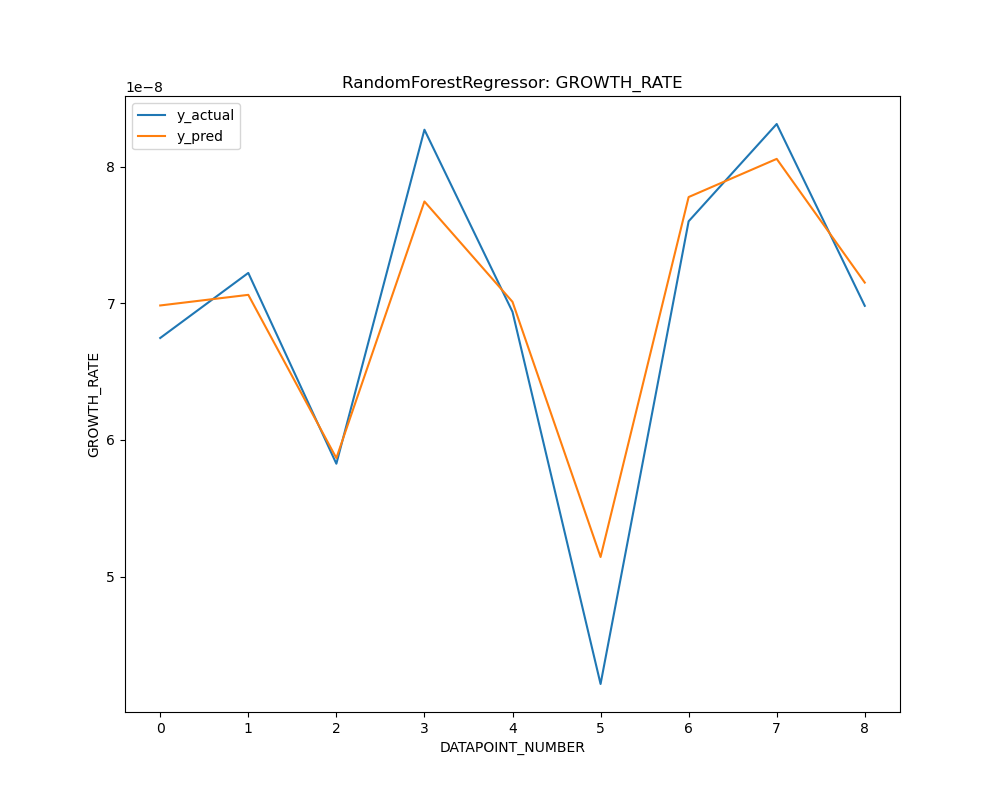 RandomForestRegressor: GROWTH_RATE
1e−8
y_actual
y_pred
8
7
6
5
GROWTH_RATE
0 1 2 3 4 5 6 7 8
DATAPOINT_NUMBER